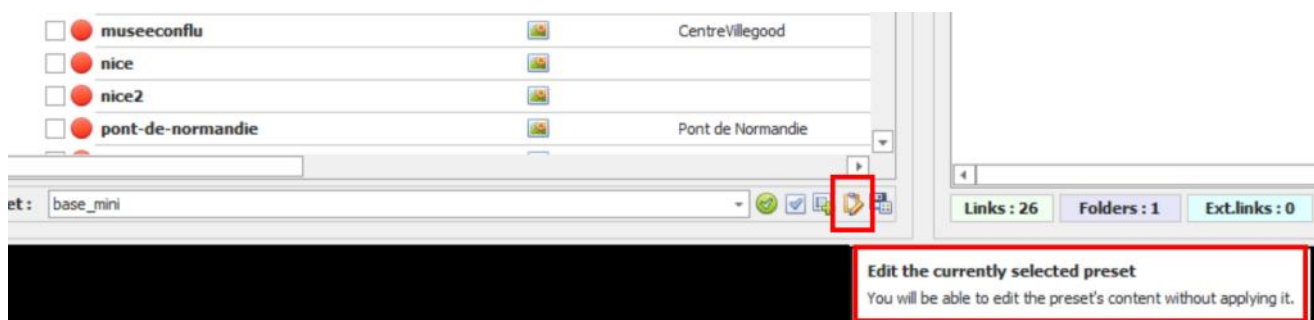 museeconflu CentreVillegood
nice
nice2
pont-de-normandie Pont de Normandie
et : base_mini
Links : 26 Folders : 1 Ext.links : 0
Edit the currently selected preset
You will be able to edit the preset's content without applying it.